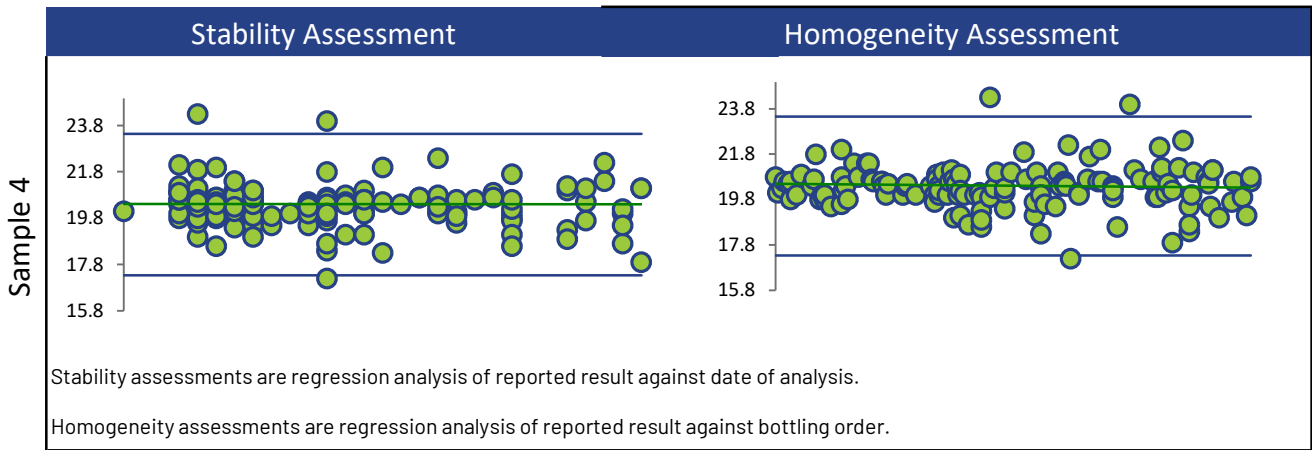 Stability Assessment
Homogeneity Assessment
Sample 4
23.8
21.8
19.8
17.8
15.8
23.8
21.8
19.8
17.8
15.8
Stability assessments are regression analysis of reported result against date of analysis.
Homogeneity assessments are regression analysis of reported result against bottling order.